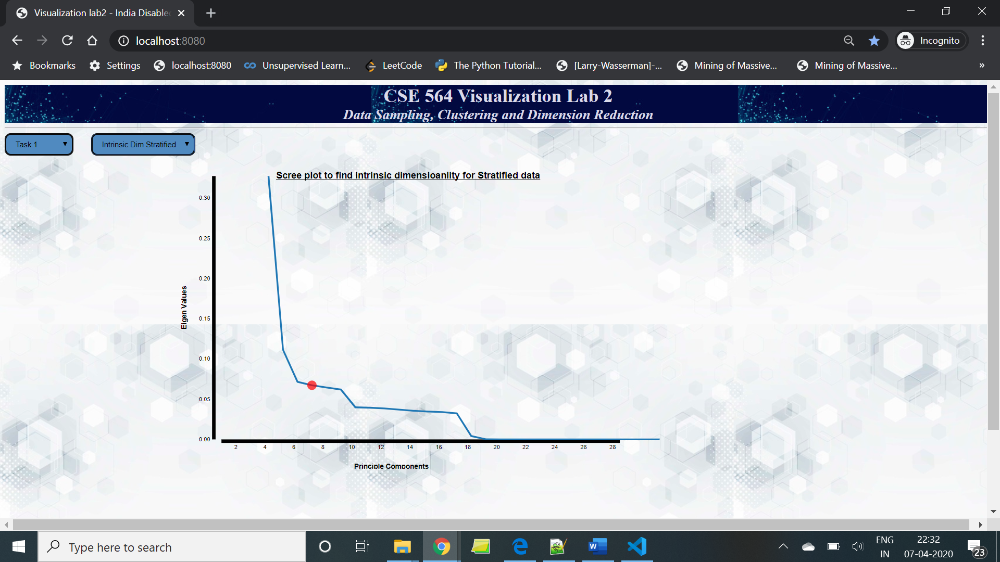 Visualization lab2 - India Disable
localhost:8080
Incognito
Bookmarks
Settings
localhost:8080
Unsupervised Learn...
LeetCode
The Python Tutorial...
[Larry-Wasserman]-...
Mining of Massive...
Mining of Massive...
»
CSE 564 Visualization Lab 2
Data Sampling, Clustering and Dimension Reduction
Task 1
Intrinsic Dim Stratified
Scree plot to find intrinsic dimensioanlity for Stratified data
0.30
0.25
0.20
0.15
0.10
0.05
0.00
Eigen Values
2 4 6 8 10 12 14 16 18 20 22 24 26 28
Principle Components
Type here to search
W
ENG
IN
22:32
07-04-2020
23